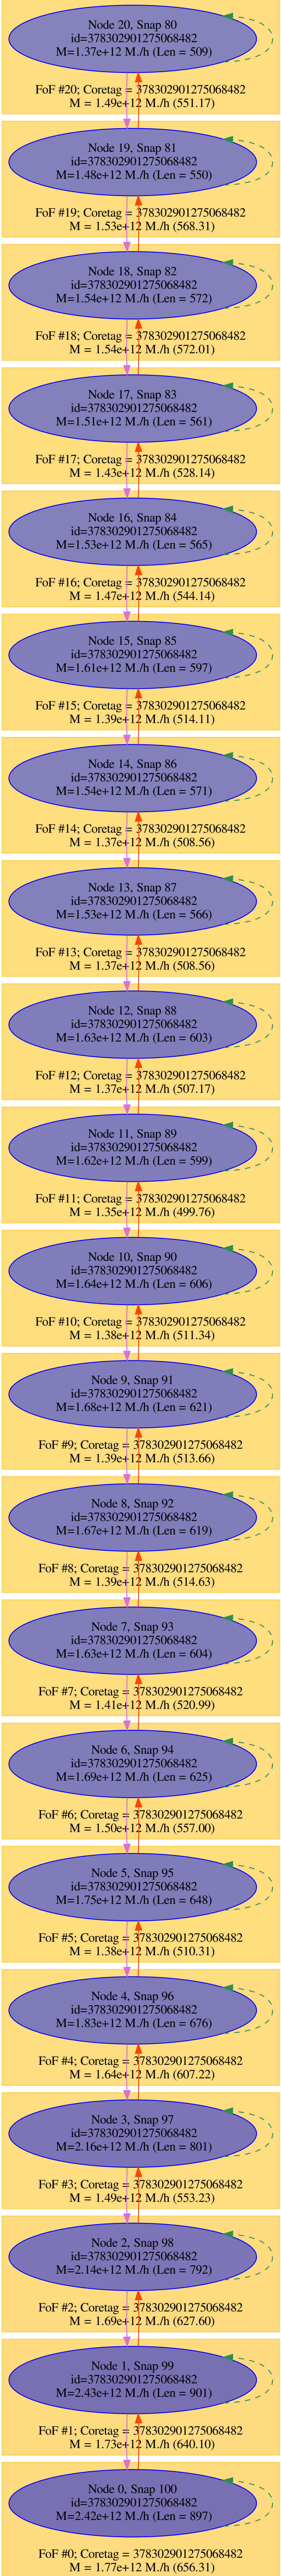 Node 20, Snap 80
id=378302901275068482
M=1.37e+12 M./h (Len = 509)
FoF #20; Coretag = 378302901275068482
M = 1.49e+12 M./h (551.17)
Node 19, Snap 81
id=378302901275068482
M=1.48e+12 M./h (Len = 550)
FoF #19; Coretag = 378302901275068482
M = 1.53e+12 M./h (568.31)
Node 18, Snap 82
id=378302901275068482
M=1.54e+12 M./h (Len = 572)
FoF #18; Coretag = 378302901275068482
M = 1.54e+12 M./h (572.01)
Node 17, Snap 83
id=378302901275068482
M=1.51e+12 M./h (Len = 561)
FoF #17; Coretag = 378302901275068482
M = 1.43e+12 M./h (528.14)
Node 16, Snap 84
id=378302901275068482
M=1.53e+12 M./h (Len = 565)
FoF #16; Coretag = 378302901275068482
M = 1.47e+12 M./h (544.14)
Node 15, Snap 85
id=378302901275068482
M=1.61e+12 M./h (Len = 597)
FoF #15; Coretag = 378302901275068482
M = 1.39e+12 M./h (514.11)
Node 14, Snap 86
id=378302901275068482
M=1.54e+12 M./h (Len = 571)
FoF #14; Coretag = 378302901275068482
M = 1.37e+12 M./h (508.56)
Node 13, Snap 87
id=378302901275068482
M=1.53e+12 M./h (Len = 566)
FoF #13; Coretag = 378302901275068482
M = 1.37e+12 M./h (508.56)
Node 12, Snap 88
id=378302901275068482
M=1.63e+12 M./h (Len = 603)
FoF #12; Coretag = 378302901275068482
M = 1.37e+12 M./h (507.17)
Node 11, Snap 89
id=378302901275068482
M=1.62e+12 M./h (Len = 599)
FoF #11; Coretag = 378302901275068482
M = 1.35e+12 M./h (499.76)
Node 10, Snap 90
id=378302901275068482
M=1.64e+12 M./h (Len = 606)
FoF #10; Coretag = 378302901275068482
M = 1.38e+12 M./h (511.34)
Node 9, Snap 91
id=378302901275068482
M=1.68e+12 M./h (Len = 621)
FoF #9; Coretag = 378302901275068482
M = 1.39e+12 M./h (513.66)
Node 8, Snap 92
id=378302901275068482
M=1.67e+12 M./h (Len = 619)
FoF #8; Coretag = 378302901275068482
M = 1.39e+12 M./h (514.63)
Node 7, Snap 93
id=378302901275068482
M=1.63e+12 M./h (Len = 604)
FoF #7; Coretag = 378302901275068482
M = 1.41e+12 M./h (520.99)
Node 6, Snap 94
id=378302901275068482
M=1.69e+12 M./h (Len = 625)
FoF #6; Coretag = 378302901275068482
M = 1.50e+12 M./h (557.00)
Node 5, Snap 95
id=378302901275068482
M=1.75e+12 M./h (Len = 648)
FoF #5; Coretag = 378302901275068482
M = 1.38e+12 M./h (510.31)
Node 4, Snap 96
id=378302901275068482
M=1.83e+12 M./h (Len = 676)
FoF #4; Coretag = 378302901275068482
M = 1.64e+12 M./h (607.22)
Node 3, Snap 97
id=378302901275068482
M=2.16e+12 M./h (Len = 801)
FoF #3; Coretag = 378302901275068482
M = 1.49e+12 M./h (553.23)
Node 2, Snap 98
id=378302901275068482
M=2.14e+12 M./h (Len = 792)
FoF #2; Coretag = 378302901275068482
M = 1.69e+12 M./h (627.60)
Node 1, Snap 99
id=378302901275068482
M=2.43e+12 M./h (Len = 901)
FoF #1; Coretag = 378302901275068482
M = 1.73e+12 M./h (640.10)
Node 0, Snap 100
id=378302901275068482
M=2.42e+12 M./h (Len = 897)
FoF #0; Coretag = 378302901275068482
M = 1.77e+12 M./h (656.31)